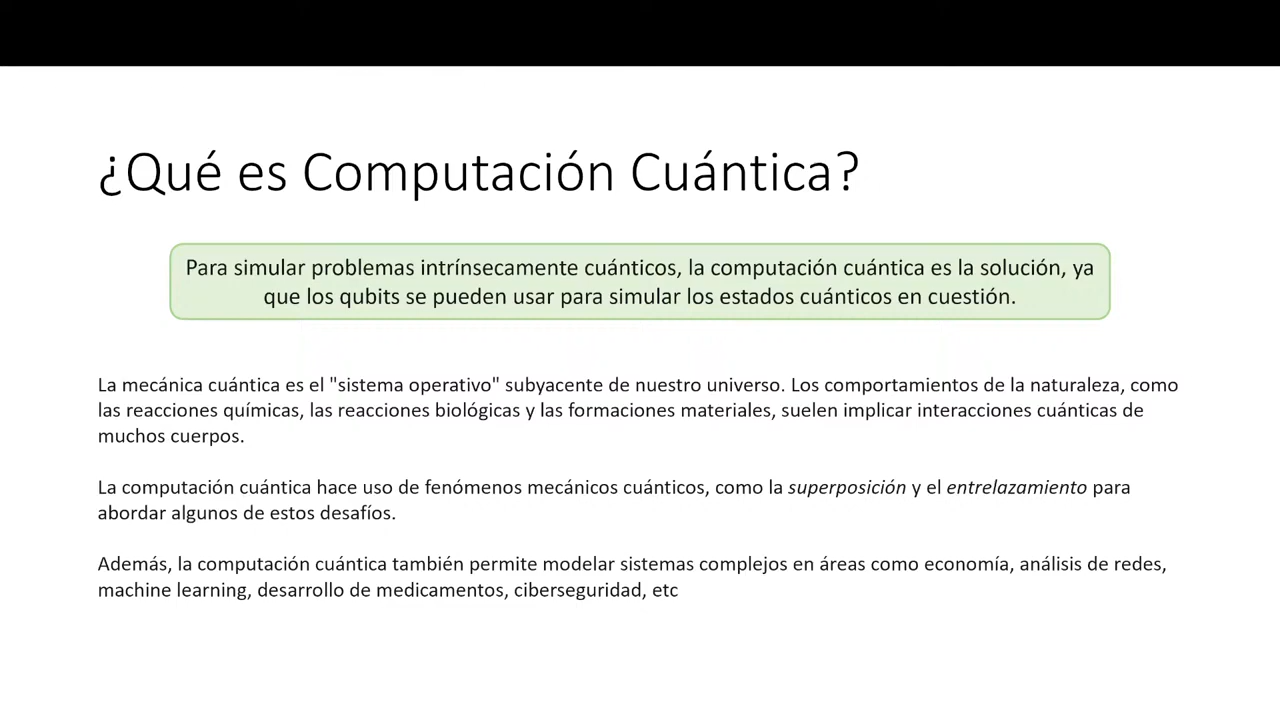 ¿Qué es Computación Cuántica?
Para simular problemas intrínsecamente cuánticos, la computación cuántica es la solución, ya
que los qubits se pueden usar para simular los estados cuánticos en cuestión.
La mecánica cuántica es el "sistema operativo" subyacente de nuestro universo. Los comportamientos de la naturaleza, como
las reacciones químicas, las reacciones biológicas y las formaciones materiales, suelen implicar interacciones cuánticas de
muchos cuerpos.
La computación cuántica hace uso de fenómenos mecánicos cuánticos, como la superposición y el entrelazamiento para
abordar algunos de estos desafíos.
Además, la computación cuántica también permite modelar sistemas complejos en áreas como economía, análisis de redes,
machine learning, desarrollo de medicamentos, ciberseguridad, etc